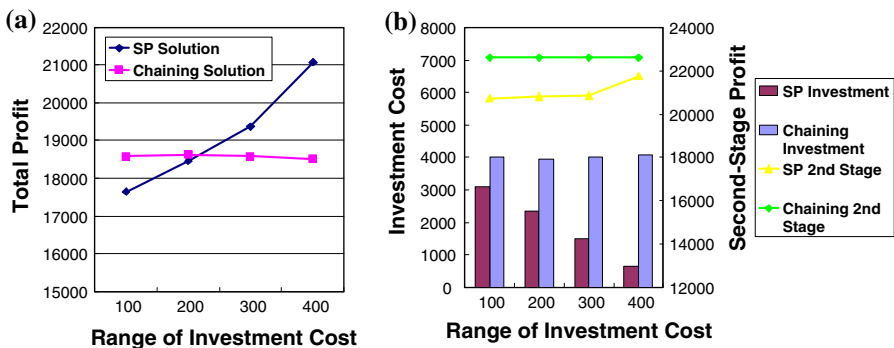 (a)
Total Profit
22000
21000
20000
19000
18000
17000
16000
15000
SP Solution
Chaining Solution
100 200 300 400
Range of Investment Cost
(b)
Investment Cost
8000
7000
6000
5000
4000
3000
2000
1000
0
100 200 300 400
Range of Investment Cost
24000
22000
20000
18000
16000
14000
12000
Second-Stage Profit
SP Investment
Chaining
Investment
SP 2nd Stage
Chaining 2nd
Stage